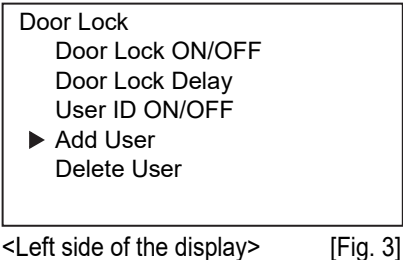 Door Lock
Door Lock ON/OFF
Door Lock Delay
User ID ON/OFF
▶ Add User
Delete User
<Left side of the display> [Fig. 3]